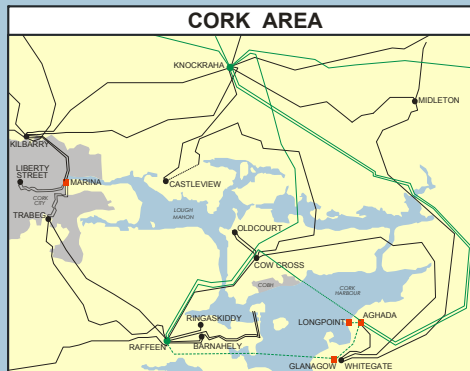 CORK AREA
KNOCKRAHA
MIDLETON
KILBARRY
LIBERTY
STREET
MARINA
CASTLEVIEW
CORK
CITY
TRABEG
LOUGH
MAHON
OLDCOURT
COW CROSS
COBH
CORK
HARBOUR
RINGASKIDDY
LONGPOINT
AGHADA
RAFFEEN
BARNAHELY
GLANAGOW
WHITEGATE